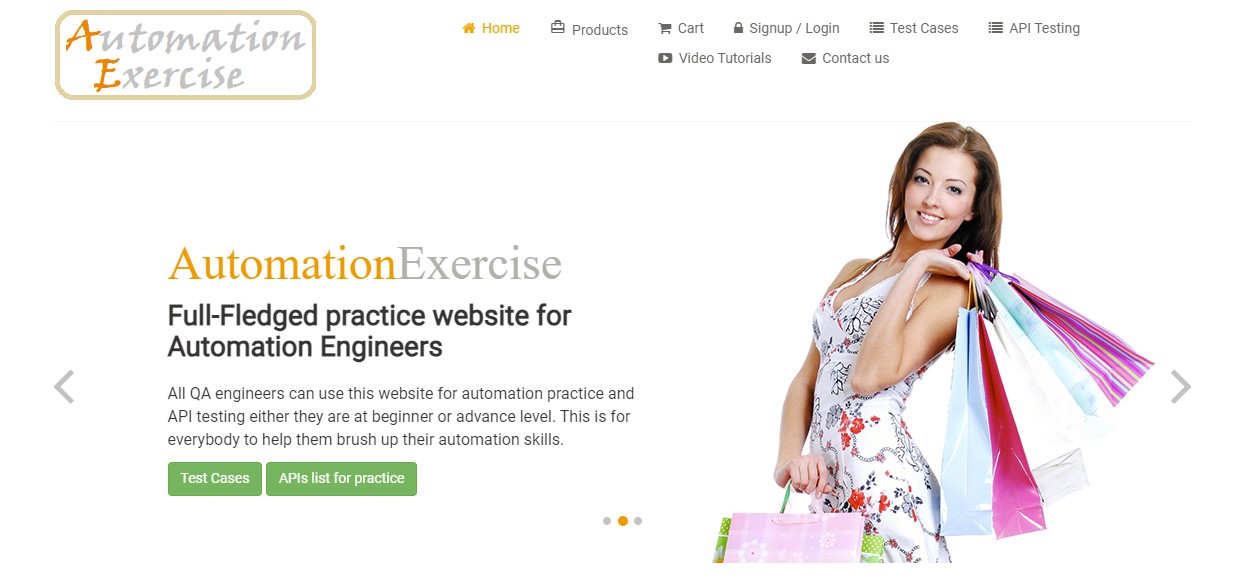 Automation
Exercise
Home Products Cart Signup / Login Test Cases API Testing
Video Tutorials Contact us
AutomationExercise
Full-Fledged practice website for
Automation Engineers
All QA engineers can use this website for automation practice and
API testing either they are at beginner or advance level. This is for
everybody to help them brush up their automation skills.
Test Cases APIs list for practice